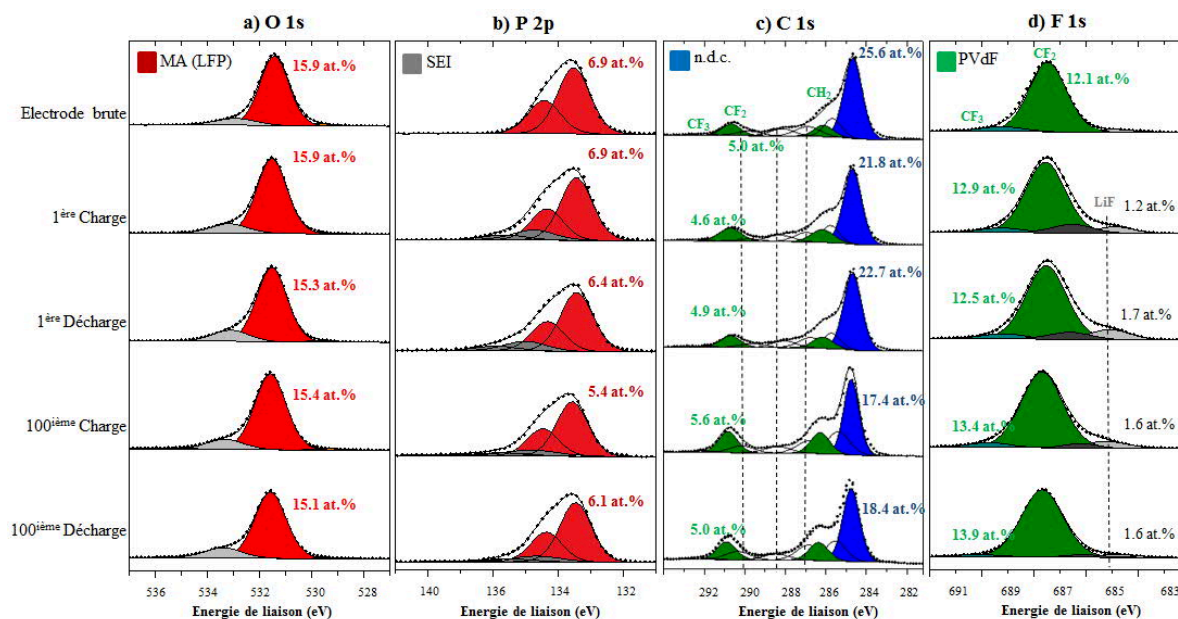 a) O 1s
b) P 2p
c) C 1s
d) F 1s
MA (LFP)
SEI
n.d.c.
PVdF
Electrode brute
15.9 at.%
6.9 at.%
25.6 at.%
CF3
CF2
CH2
5.0 at.%
CF2
12.1 at.%
CF3
1ère Charge
15.9 at.%
6.9 at.%
21.8 at.%
4.6 at.%
12.9 at.%
LiF
1.2 at.%
1ère Décharge
15.3 at.%
6.4 at.%
22.7 at.%
4.9 at.%
12.5 at.%
1.7 at.%
100ième Charge
15.4 at.%
5.4 at.%
17.4 at.%
5.6 at.%
13.4 at.%
1.6 at.%
100ième Décharge
15.1 at.%
6.1 at.%
18.4 at.%
5.0 at.%
13.9 at.%
1.6 at.%
536 534 532 530 528
140 138 136 134 132
292 290 288 286 284 282
691 689 687 685 683
Energie de liaison (eV)
Energie de liaison (eV)
Energie de liaison (eV)
Energie de liaison (eV)